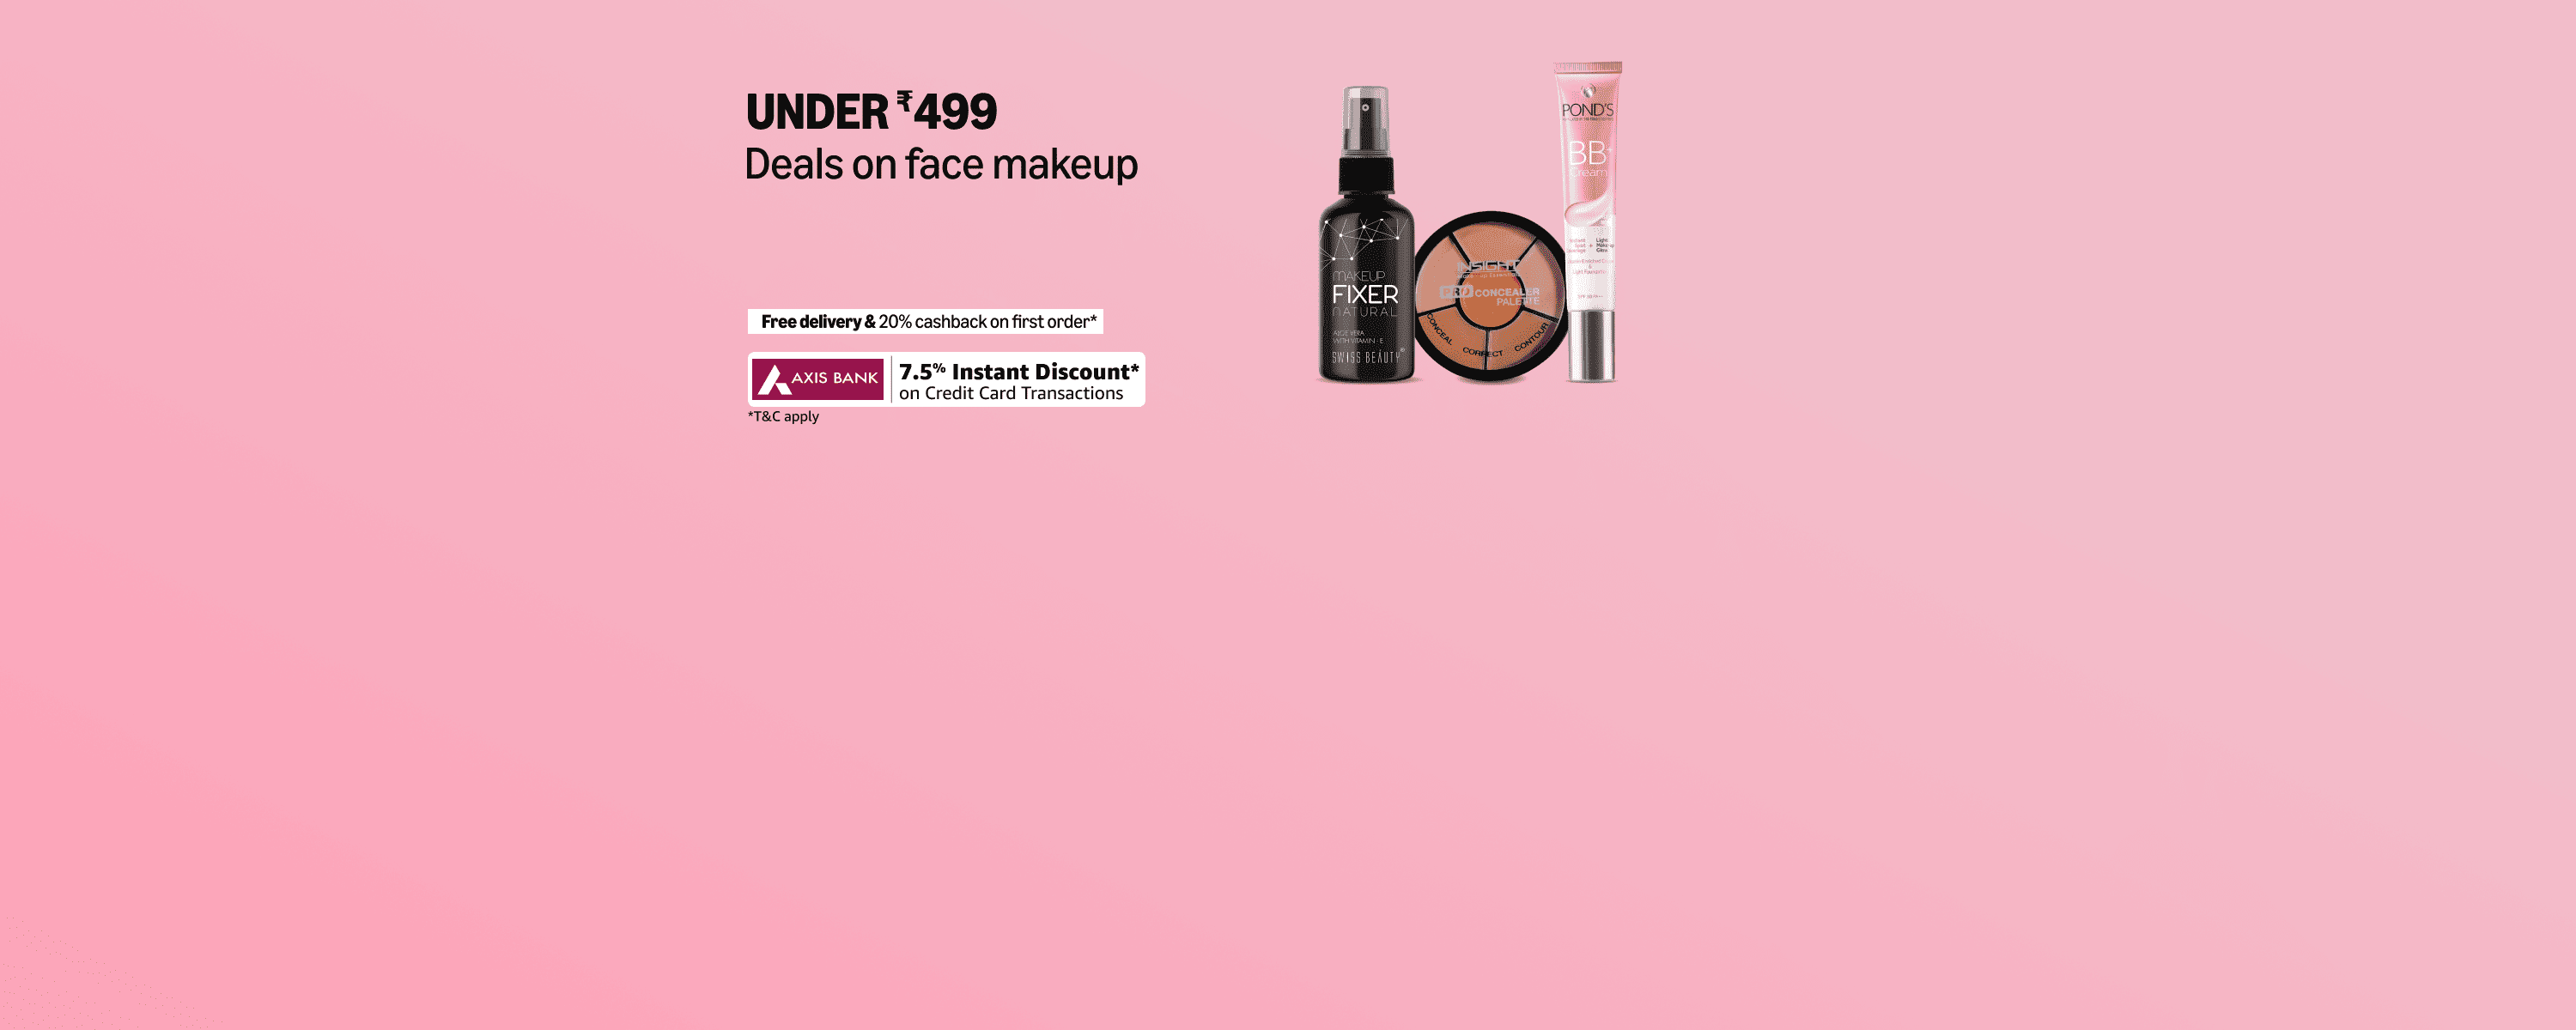 UNDER ₹499
Deals on face makeup
Free delivery & 20% cashback on first order*
AXIS BANK
7.5% Instant Discount*
on Credit Card Transactions
*T&C apply
MAKEUP
FIXER
NATURAL
ALOE VERA
WITH VITAMIN - E
SWISS BEAUTY
INSIGHT
PRO CONCEALER
PALETTE
CONCEAL
CORRECT
CONTOUR
POND'S
BB+
Cream